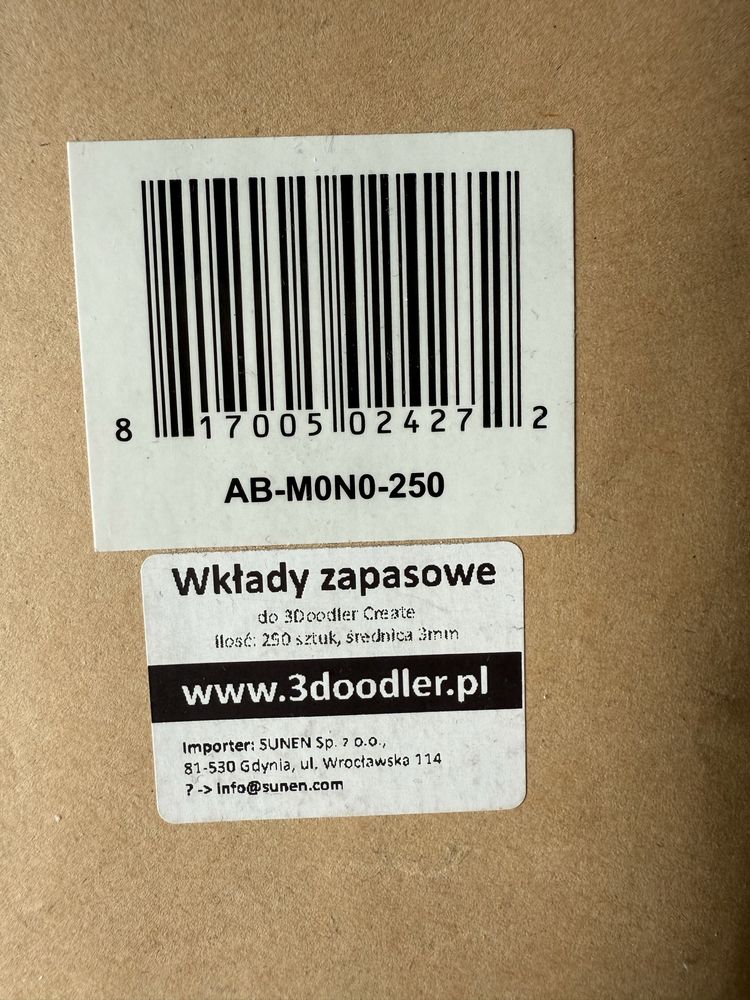 8 17005 02427 2
AB-M0N0-250
Wkłady zapasowe
do 3Doodler Create
Ilość: 250 sztuk, średnica 3mm
www.3doodler.pl
Importer: SUNEN Sp. z o.o.,
81-530 Gdynia, ul. Wrocławska 114
? -> info@sunen.com